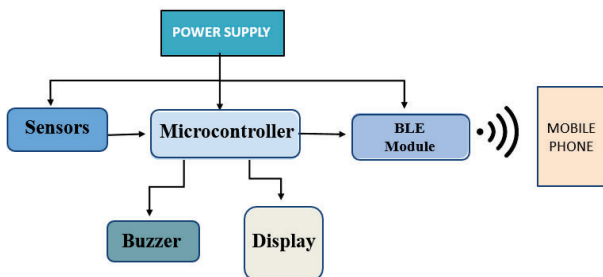 POWER SUPPLY
Sensors
Microcontroller
BLE
Module
MOBILE
PHONE
Buzzer
Display